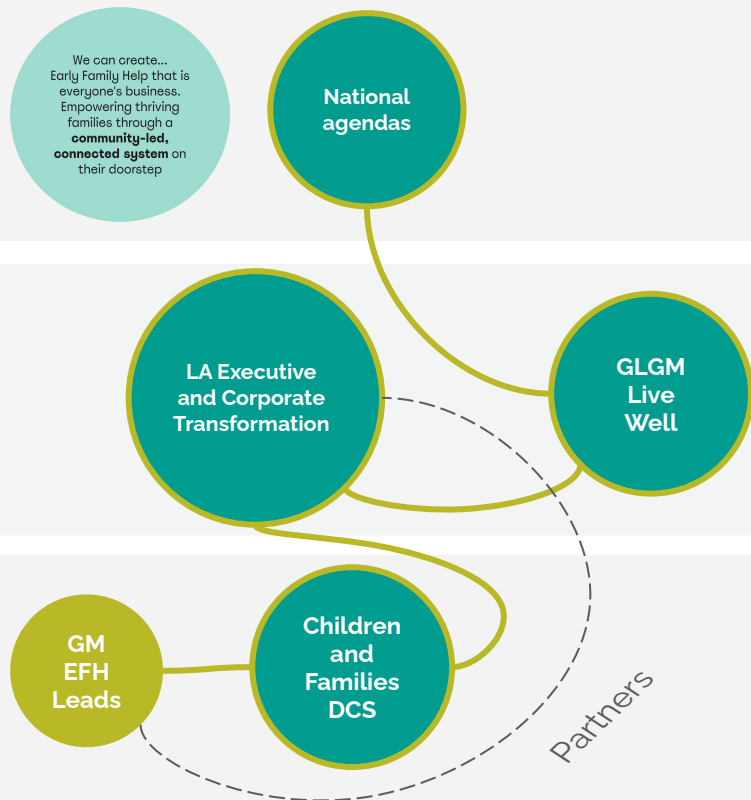 We can create...
Early Family Help that is
everyone's business.
Empowering thriving
families through a
community-led,
connected system on
their doorstep
National
agendas
LA Executive
and Corporate
Transformation
GLGM
Live
Well
Children
and
Families
DCS
GM
EFH
Leads
Partners